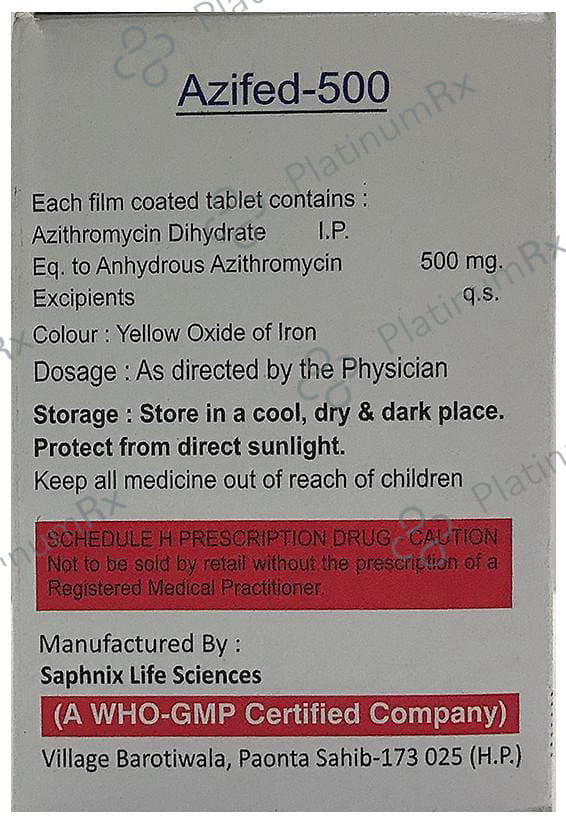 Azifed-500
Each film coated tablet contains :
Azithromycin Dihydrate I.P.
Eq. to Anhydrous Azithromycin 500 mg.
Excipients q.s.
Colour : Yellow Oxide of Iron
Dosage : As directed by the Physician
Storage : Store in a cool, dry & dark place.
Protect from direct sunlight.
Keep all medicine out of reach of children
SCHEDULE H PRESCRIPTION DRUG, CAUTION
Not to be sold by retail without the prescription of a
Registered Medical Practitioner.
Manufactured By :
Saphnix Life Sciences
(A WHO-GMP Certified Company)
Village Barotiwala, Paonta Sahib-173 025 (H.P.)
PlatinumRx
PlatinumRx